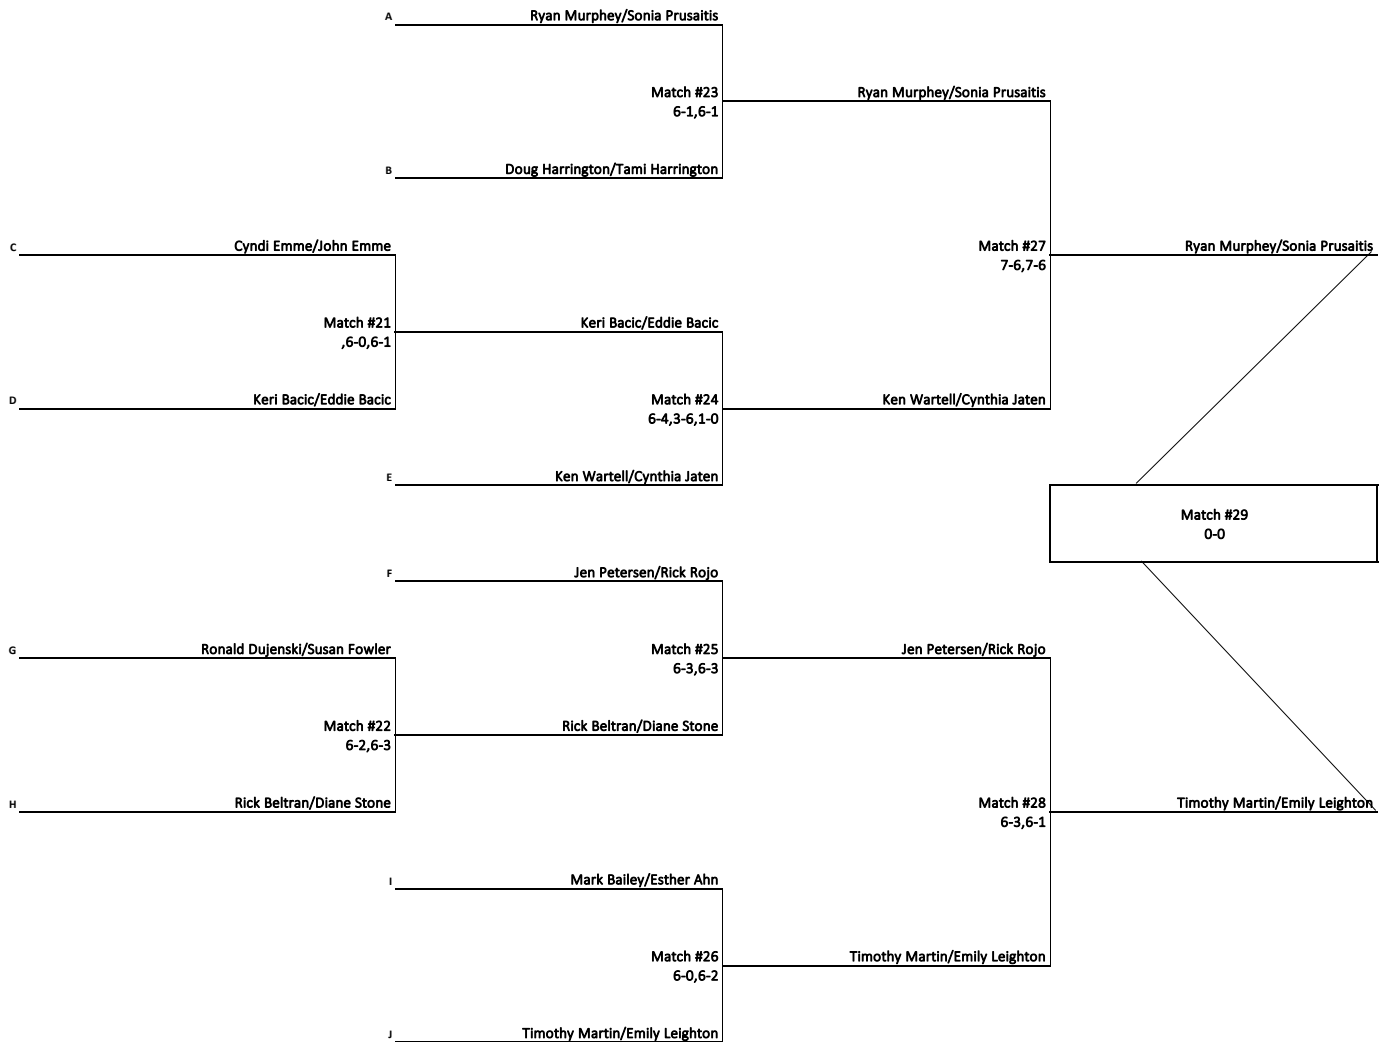 A Ryan Murphey/Sonia Prusaitis
Match #23 Ryan Murphey/Sonia Prusaitis
6-1,6-1
B Doug Harrington/Tami Harrington
C Cyndi Emme/John Emme Match #27 Ryan Murphey/Sonia Prusaitis
7-6,7-6
Match #21 Keri Bacic/Eddie Bacic
,6-0,6-1
D Keri Bacic/Eddie Bacic Match #24 Ken Wartell/Cynthia Jaten
6-4,3-6,1-0
E Ken Wartell/Cynthia Jaten
Match #29
0-0
F Jen Petersen/Rick Rojo
G Ronald Dujenski/Susan Fowler Match #25 Jen Petersen/Rick Rojo
6-3,6-3
Match #22 Rick Beltran/Diane Stone
6-2,6-3
H Rick Beltran/Diane Stone Match #28 Timothy Martin/Emily Leighton
6-3,6-1
I Mark Bailey/Esther Ahn
Match #26 Timothy Martin/Emily Leighton
6-0,6-2
J Timothy Martin/Emily Leighton